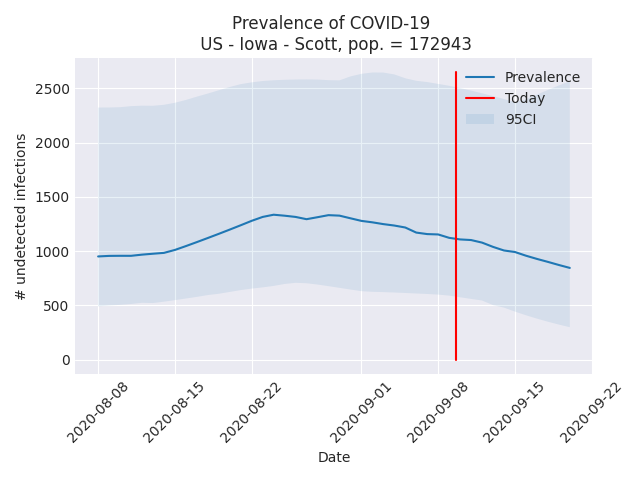 Prevalence of COVID-19
US - Iowa - Scott, pop. = 172943
Prevalence
Today
95CI
2500
2000
1500
1000
500
0
# undetected infections
2020-08-08
2020-08-15
2020-08-22
2020-09-01
2020-09-08
2020-09-15
2020-09-22
Date